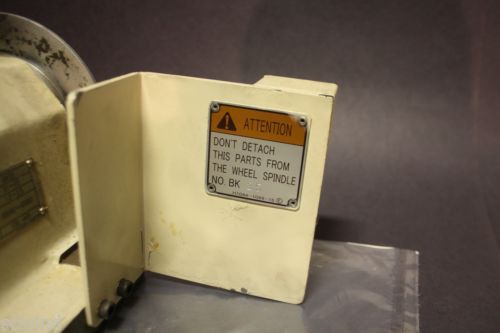 ATTENTION
DON'T DETACH
THIS PARTS FROM
THE WHEEL SPINDLE
NO. BK